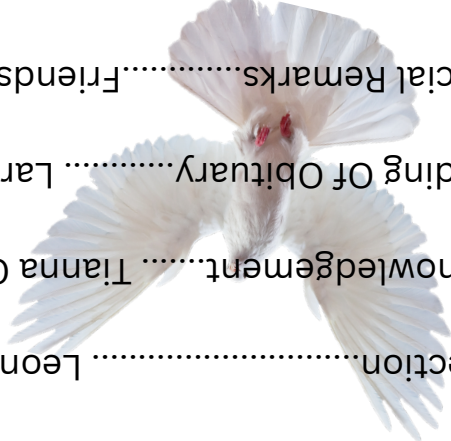 ection............................ Leon
nowledgement....... Tianna
ding Of Obituary............ Lar
cial Remarks.............Friends